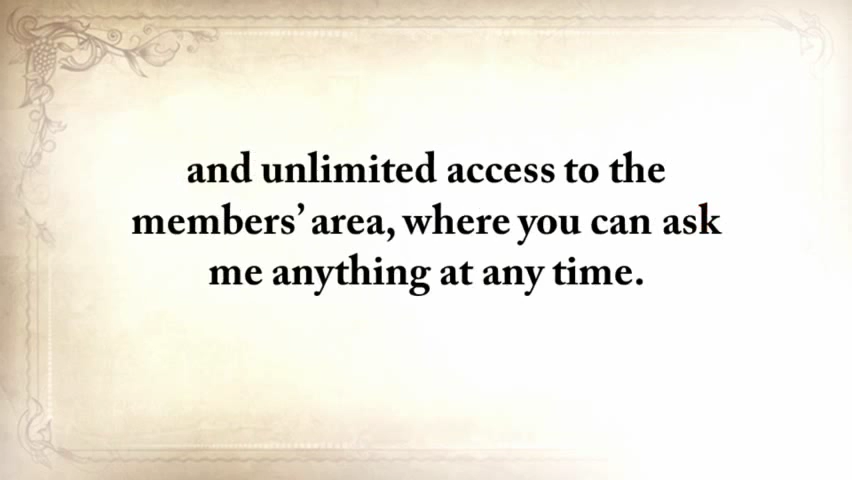 and unlimited access to the
members’ area, where you can ask
me anything at any time.